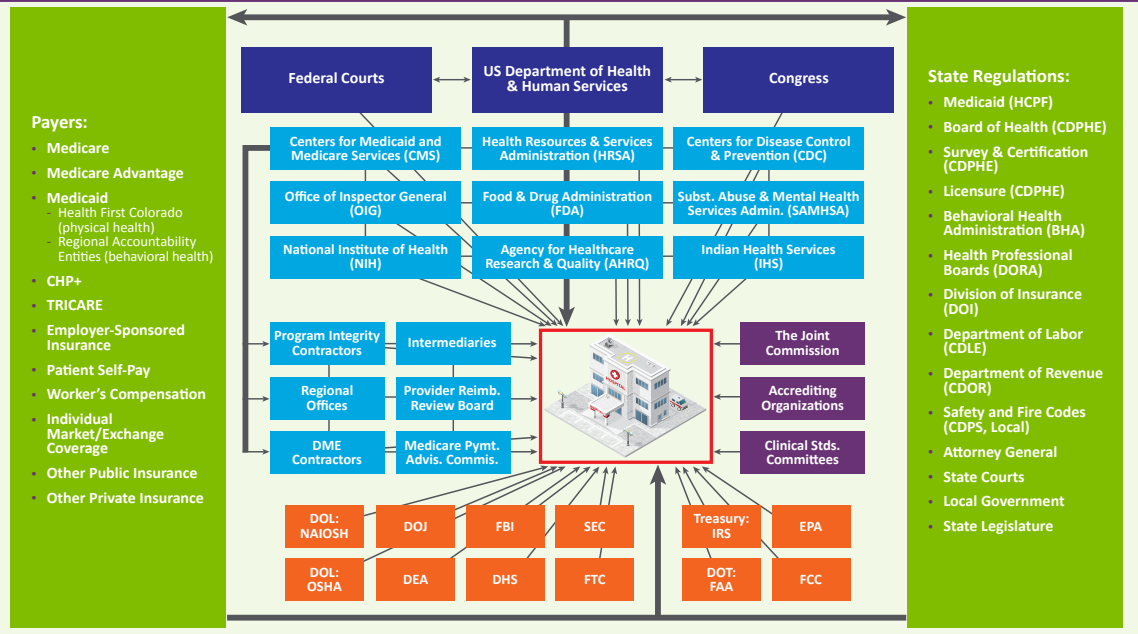 Payers:
• Medicare
• Medicare Advantage
• Medicaid
- Health First Colorado
(physical health)
- Regional Accountability
Entities (behavioral health)
• CHP+
• TRICARE
• Employer-Sponsored
Insurance
• Patient Self-Pay
• Worker's Compensation
• Individual
Market/Exchange
Coverage
• Other Public Insurance
• Other Private Insurance
Federal Courts
US Department of Health
& Human Services
Congress
Centers for Medicaid and
Medicare Services (CMS)
Health Resources & Services
Administration (HRSA)
Centers for Disease Control
& Prevention (CDC)
Office of Inspector General
(OIG)
Food & Drug Administration
(FDA)
Subst. Abuse & Mental Health
Services Admin. (SAMHSA)
National Institute of Health
(NIH)
Agency for Healthcare
Research & Quality (AHRQ)
Indian Health Services
(IHS)
Program Integrity
Contractors
Intermediaries
Regional
Offices
Provider Reimb.
Review Board
DME
Contractors
Medicare Pymt.
Advis. Commis.
H
HOSPITAL
The Joint
Commission
Accrediting
Organizations
Clinical Stds.
Committees
DOL:
NAIOSH
DOJ
FBI
SEC
Treasury:
IRS
EPA
DOL:
OSHA
DEA
DHS
FTC
DOT:
FAA
FCC
State Regulations:
• Medicaid (HCPF)
• Board of Health (CDPHE)
• Survey & Certification
(CDPHE)
• Licensure (CDPHE)
• Behavioral Health
Administration (BHA)
• Health Professional
Boards (DORA)
• Division of Insurance
(DOI)
• Department of Labor
(CDLE)
• Department of Revenue
(CDOR)
• Safety and Fire Codes
(CDPS, Local)
• Attorney General
• State Courts
• Local Government
• State Legislature